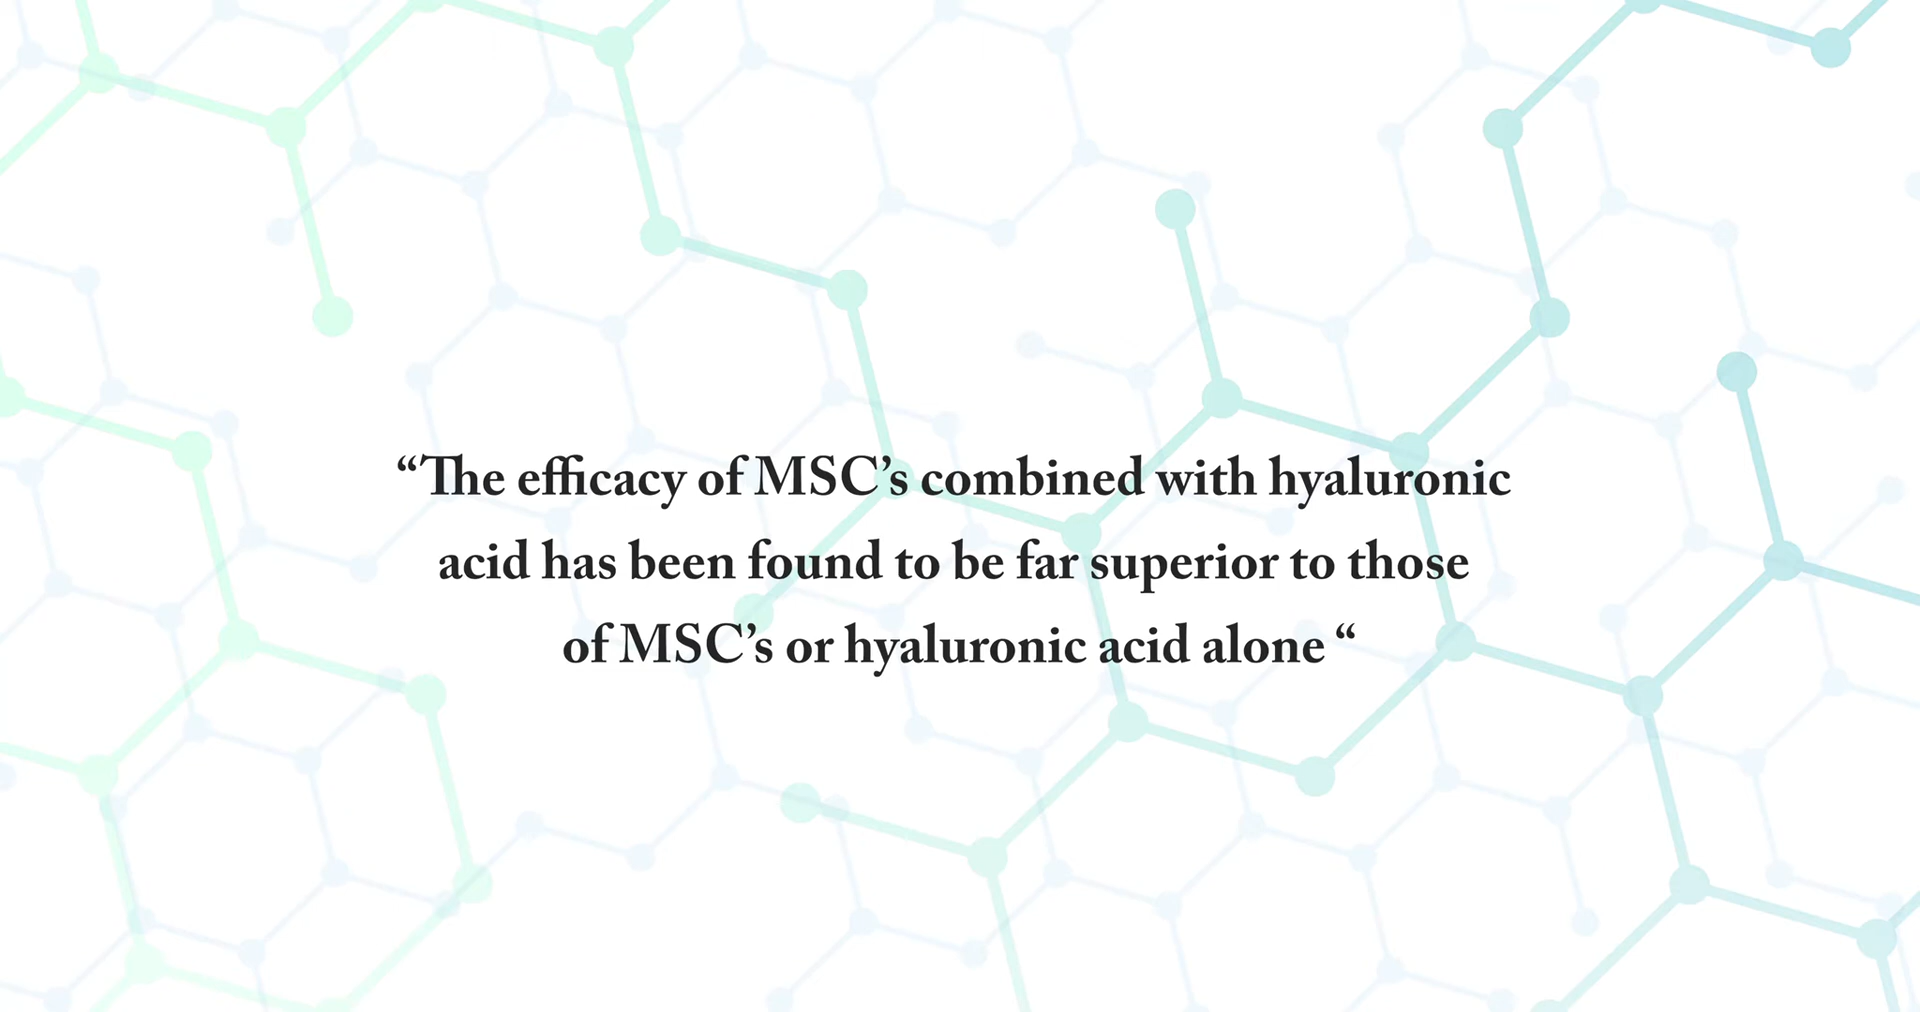 “The efficacy of MSC’s combined with hyaluronic
acid has been found to be far superior to those
of MSC’s or hyaluronic acid alone “